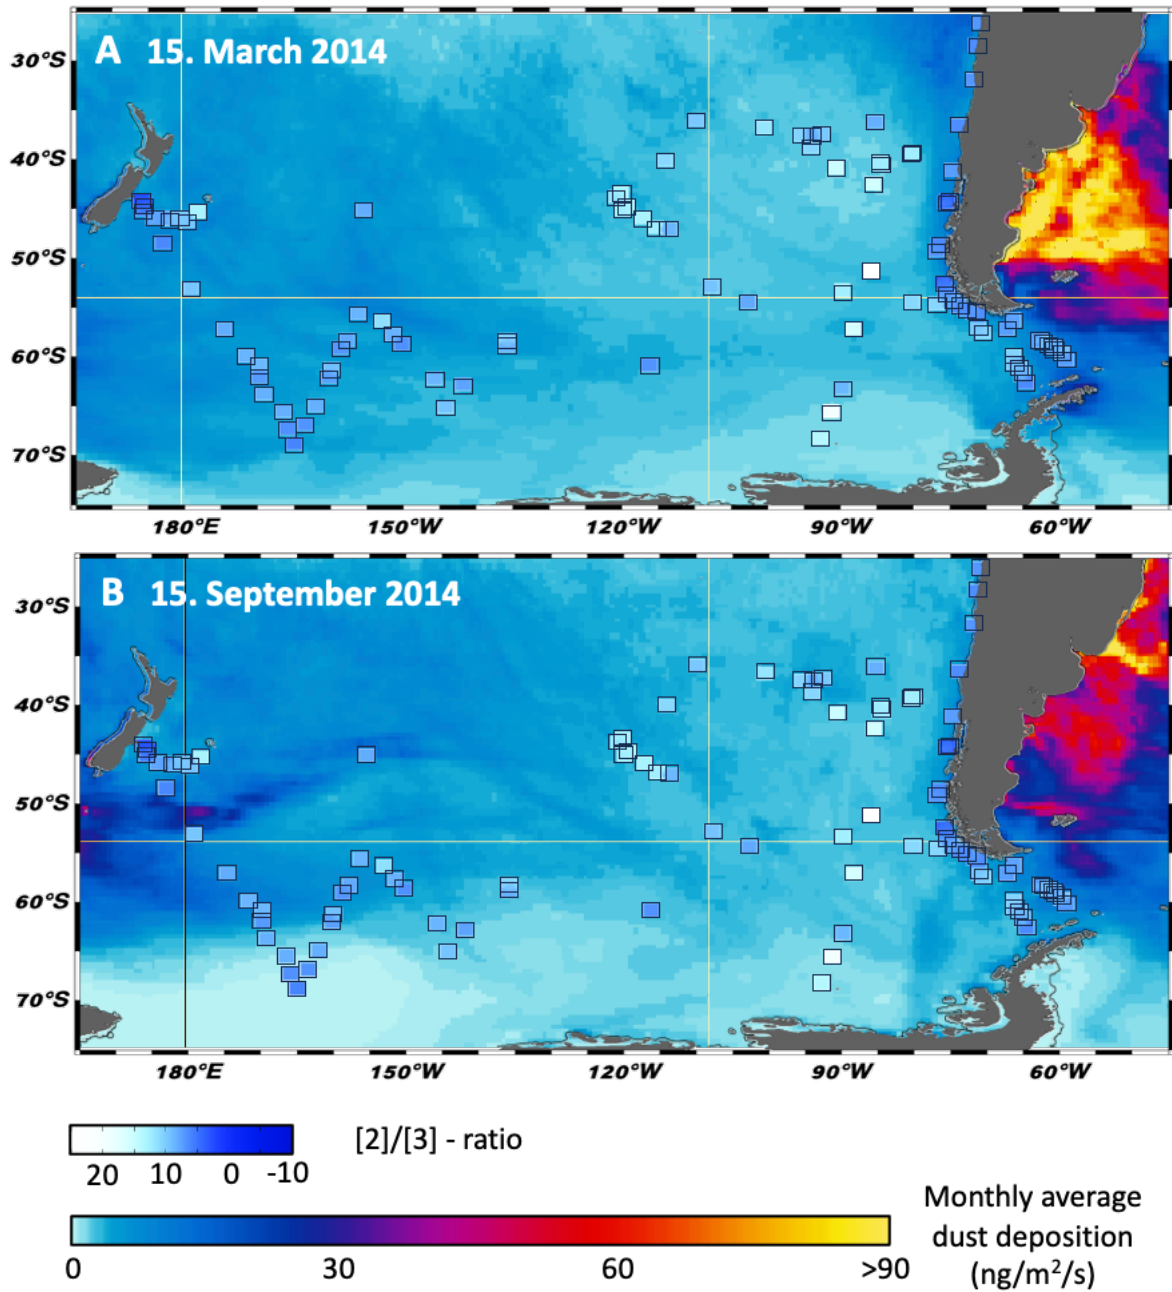 A 15. March 2014
30°S
40°S
50°S
60°S
70°S
180°E 150°W 120°W 90°W 60°W
B 15. September 2014
30°S
40°S
50°S
60°S
70°S
180°E 150°W 120°W 90°W 60°W
[2]/[3] - ratio
20 10 0 -10
Monthly average
dust deposition
(ng/m²/s)
0 30 60 >90